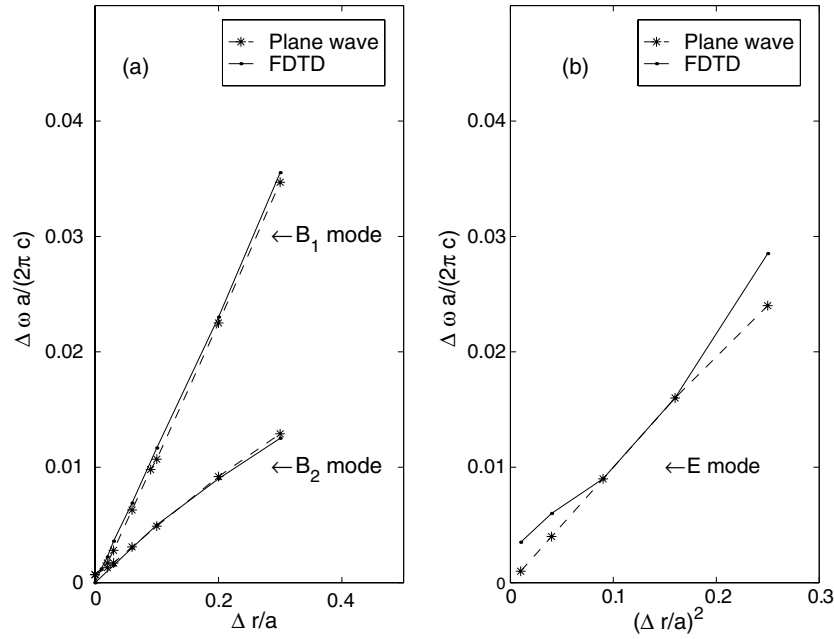 (a)
Plane wave
FDTD
0.04
0.03
0.02
0.01
0
Δ ω a/(2π c)
←B₁ mode
←B₂ mode
0
0.2
0.4
Δ r/a
(b)
Plane wave
FDTD
0.04
0.03
0.02
0.01
0
Δ ω a/(2π c)
←E mode
0
0.1
0.2
0.3
(Δ r/a)²